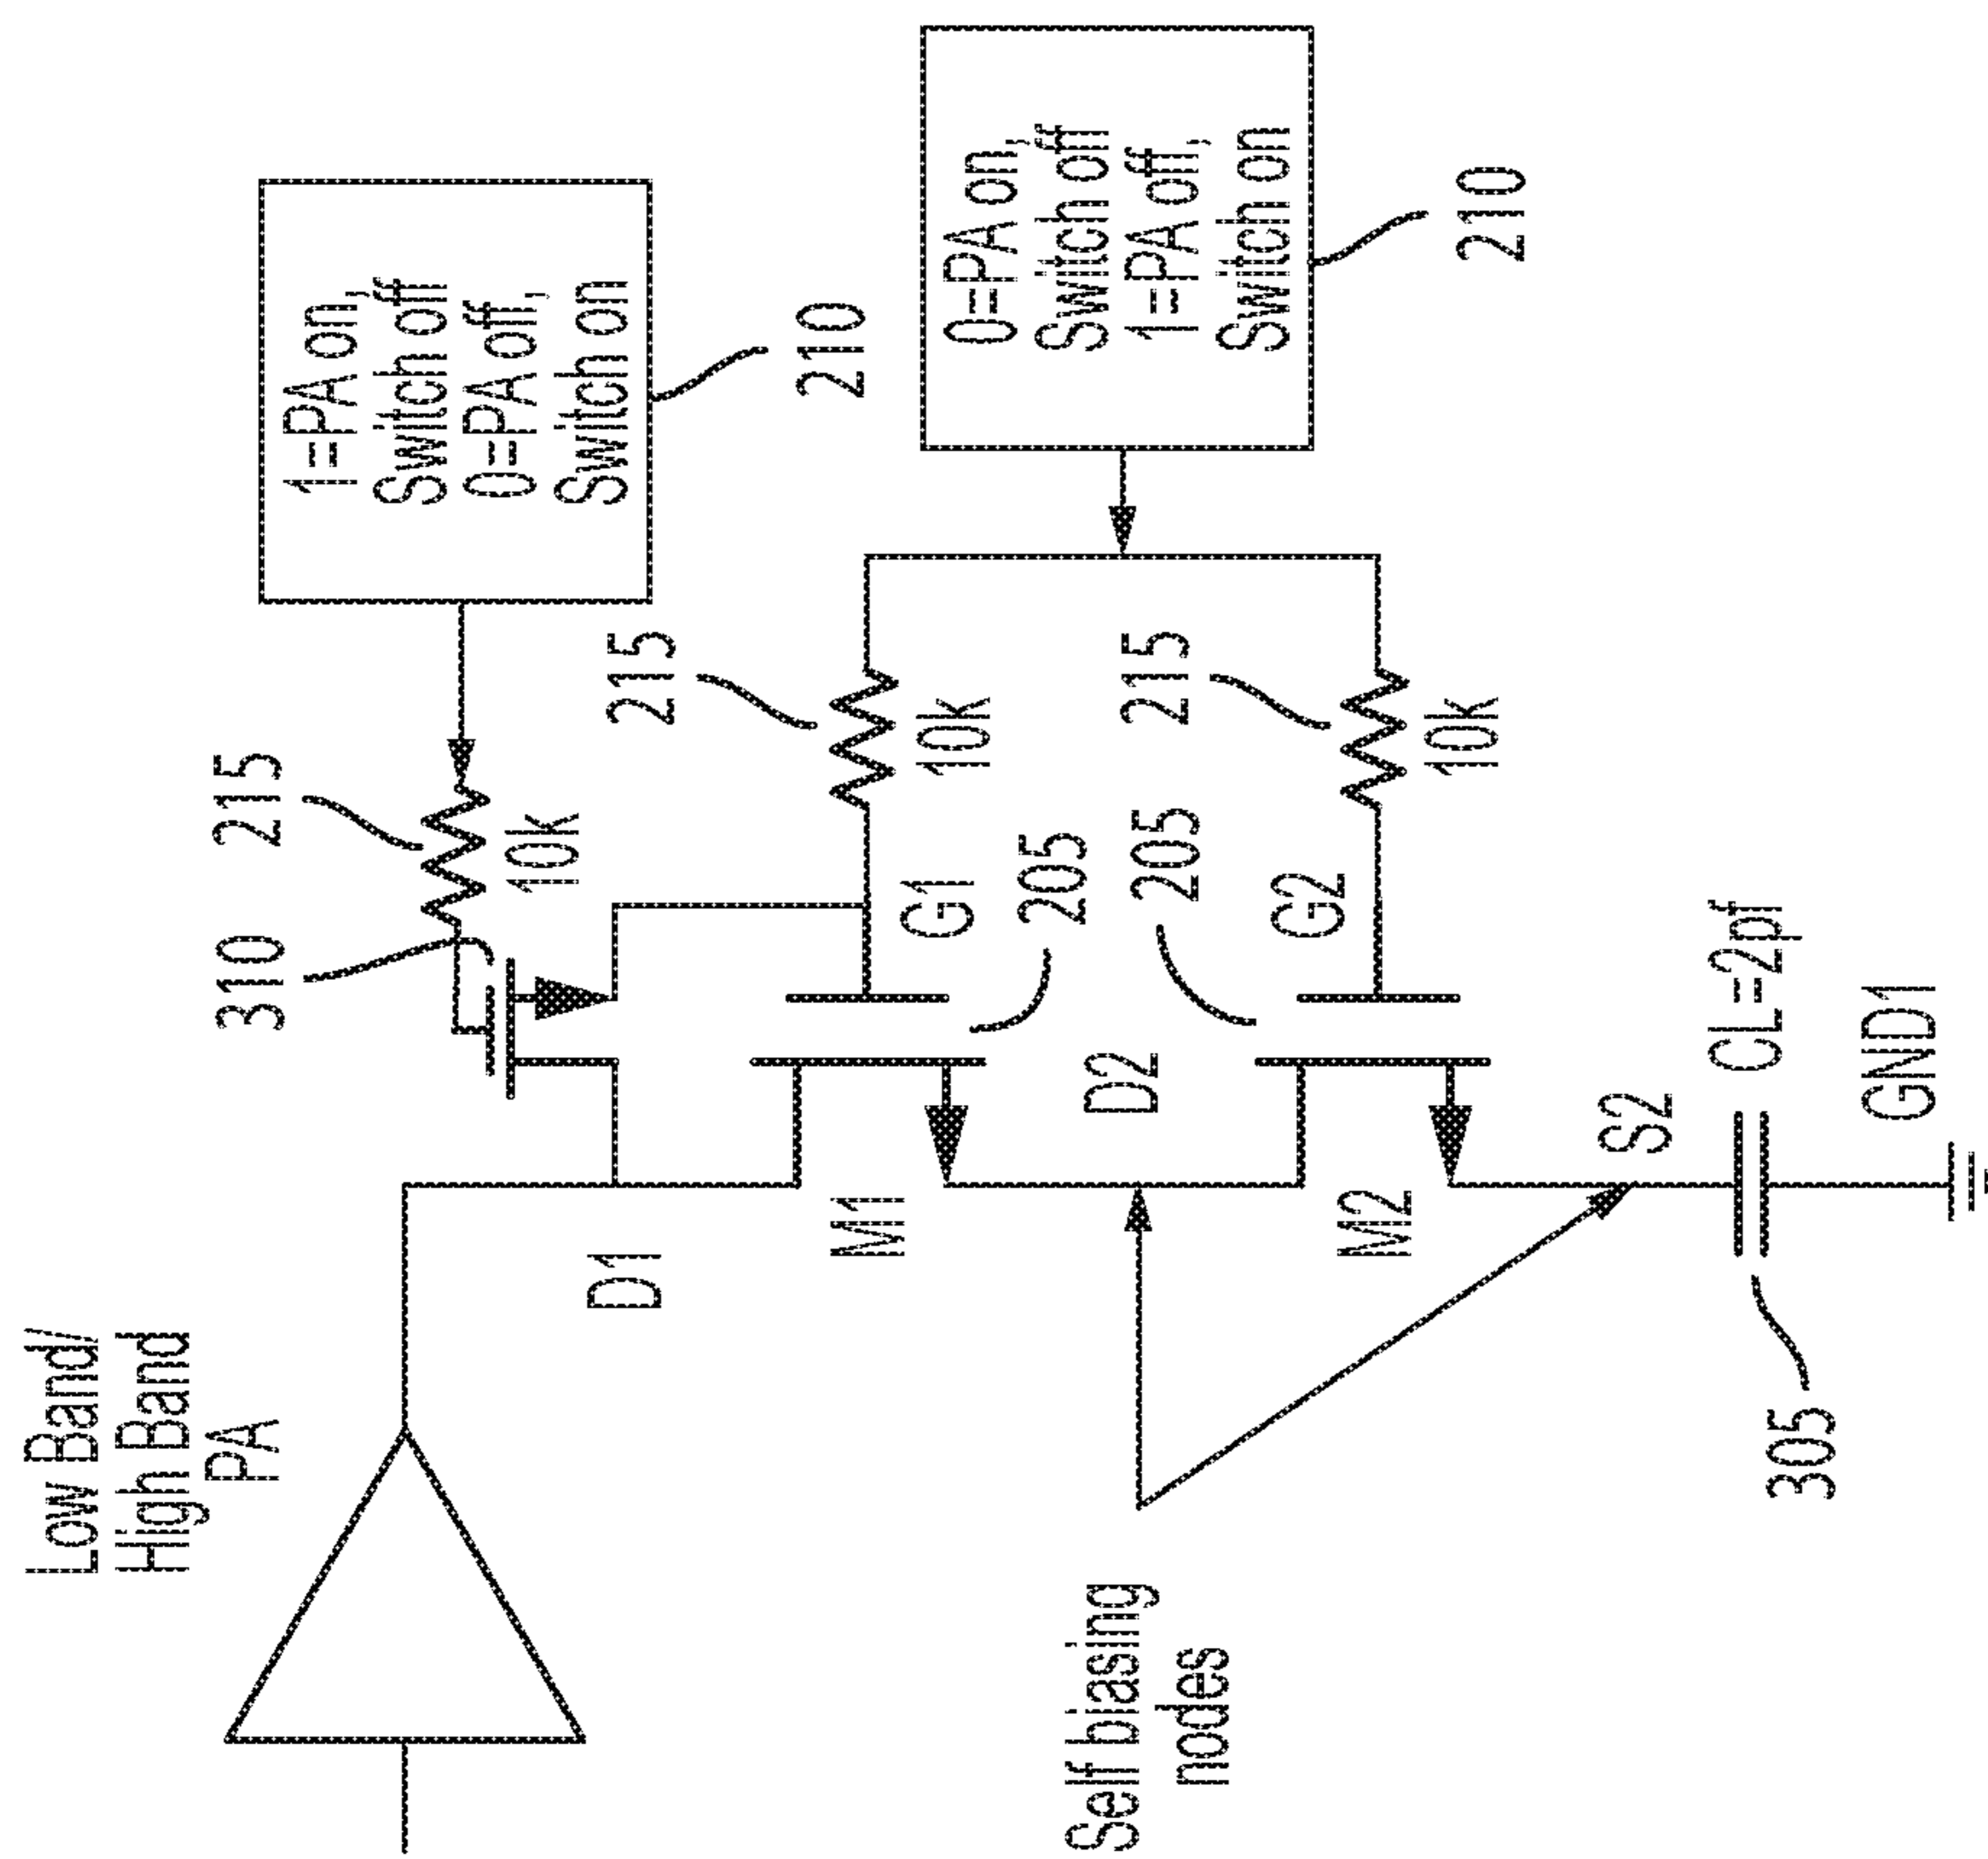 Low Band/
High Band
PA
D1
M1
D2
M2
S2
Self biasing
nodes
305
CL=2pf
GND1
310
215
10k
1=PA on,
Switch off
0=PA off,
Switch on
210
215
10k
G1
205
205
G2
215
10k
0=PA on,
Switch off
1=PA off,
Switch on
210